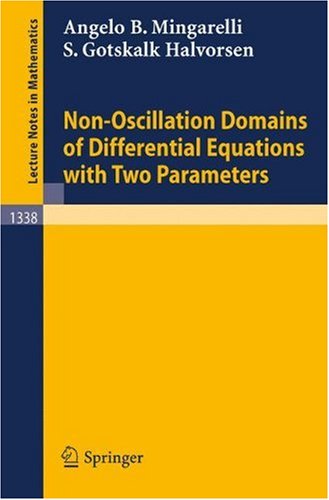 Angelo B. Mingarelli
S. Gotskalk Halvorsen
Lecture Notes in Mathematics
1338
Non-Oscillation Domains
of Differential Equations
with Two Parameters
Springer